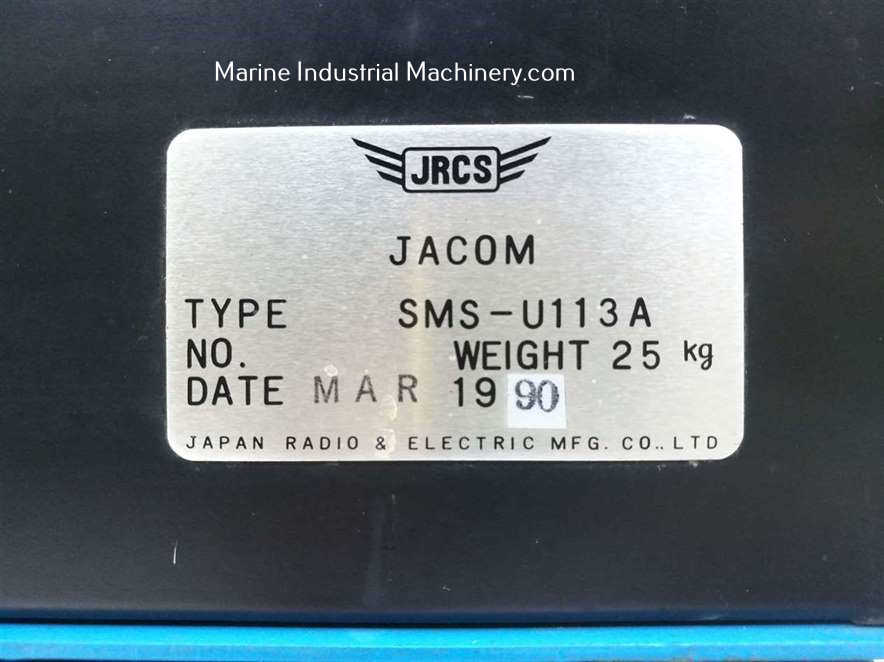 Marine Industrial Machinery.com
JRCS
JACOM
TYPE SMS-U113A
NO. WEIGHT 25 kg
DATE MAR 1990
JAPAN RADIO & ELECTRIC MFG. CO., LTD